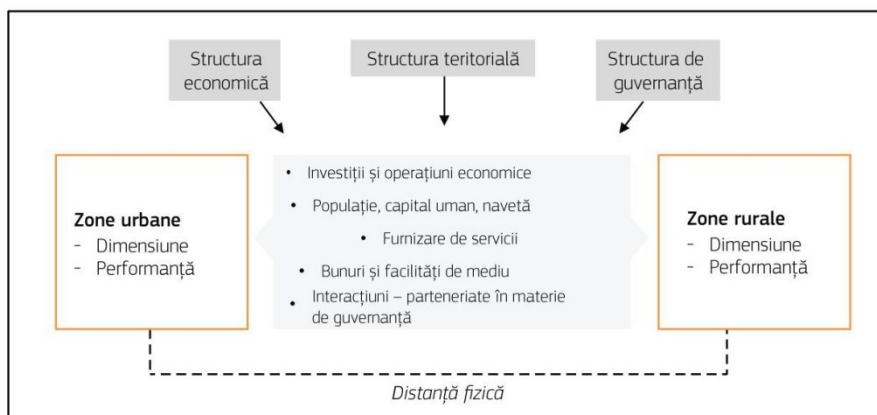 Structura
economică
Structura teritorială
Structura de
guvernanță
Zone urbane
- Dimensiune
- Performanță
• Investiții și operațiuni economice
• Populație, capital uman, navetă
• Furnizare de servicii
• Bunuri și facilități de mediu
• Interacțiuni – parteneriate în materie
de guvernanță
Zone rurale
- Dimensiune
- Performanță
Distanță fizică